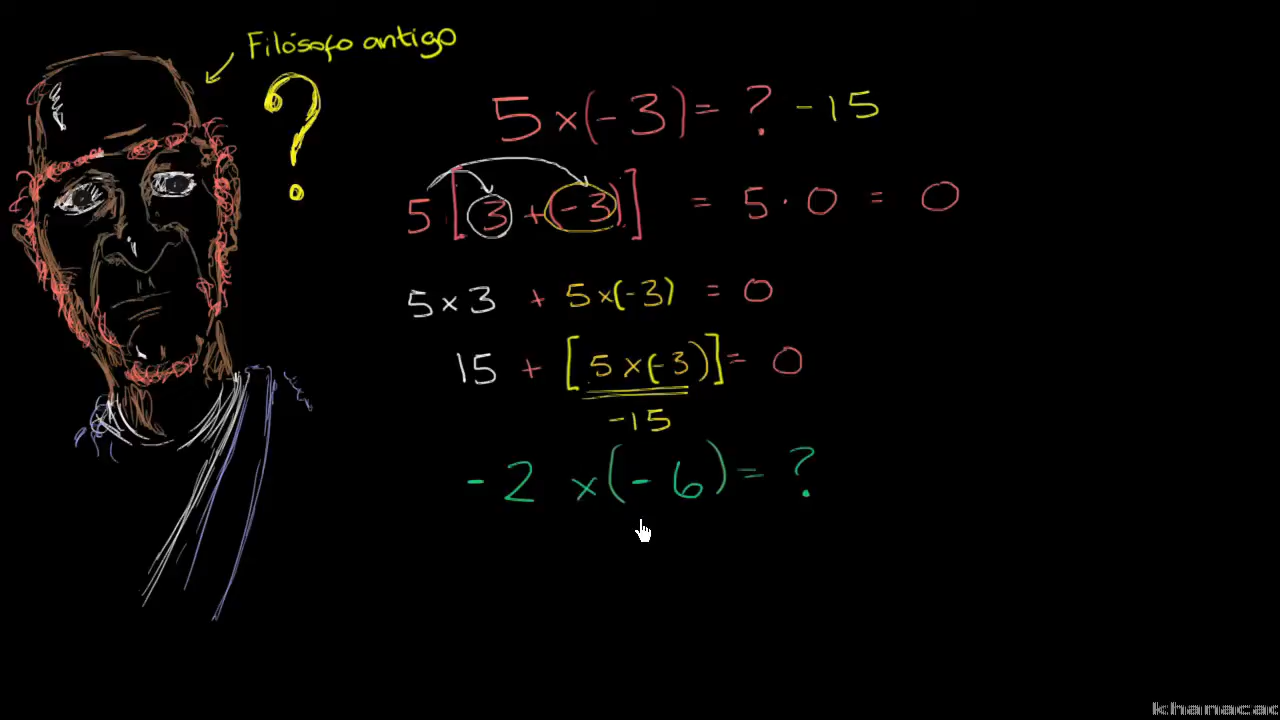 Filósofo antigo
?
5 x (-3) = ? -15
5 [3 + (-3)] = 5 · 0 = 0
5 x 3 + 5 x (-3) = 0
15 + [5 x (-3)] = 0
-15
-2 x (-6) = ?
khanacac